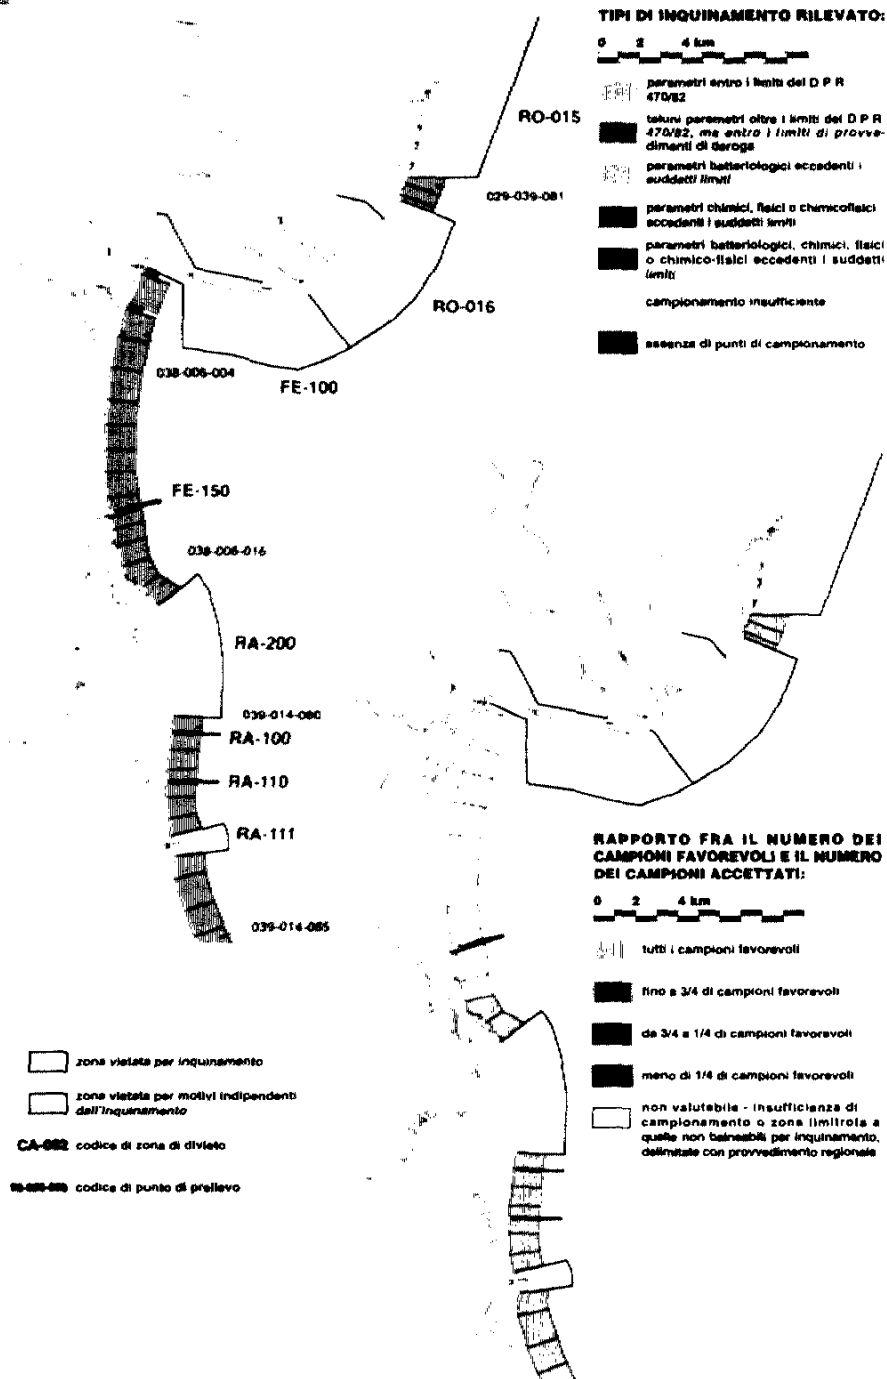 TIPI DI INQUINAMENTO RILEVATO:
0 2 4 km
parametri entro i limiti del D P R
470/82
taluni parametri oltre i limiti del D P R
470/82, ma entro i limiti di provve-
dimenti di deroga
parametri batteriologici eccedenti i
suddetti limiti
parametri chimici, fisici o chimicofisici
eccedenti i suddetti limiti
parametri batteriologici, chimici, fisici
o chimico-fisici eccedenti i suddetti
limiti
campionamento insufficiente
assenza di punti di campionamento
RO-015
029-039-081
RO-016
038-006-004
FE-100
FE-150
038-006-016
RA-200
039-014-080
RA-100
RA-110
RA-111
039-014-085
RAPPORTO FRA IL NUMERO DEI
CAMPIONI FAVOREVOLI E IL NUMERO
DEI CAMPIONI ACCETTATI:
0 2 4 km
tutti i campioni favorevoli
fino a 3/4 di campioni favorevoli
da 3/4 a 1/4 di campioni favorevoli
meno di 1/4 di campioni favorevoli
non valutabile - insufficienza di
campionamento o zona limitrofa a
quelle non balneabili per inquinamento,
delimitate con provvedimento regionale
zona vietata per inquinamento
zona vietata per motivi indipendenti
dall'inquinamento
CA-082 codice di zona di divieto
codice di punto di prelievo